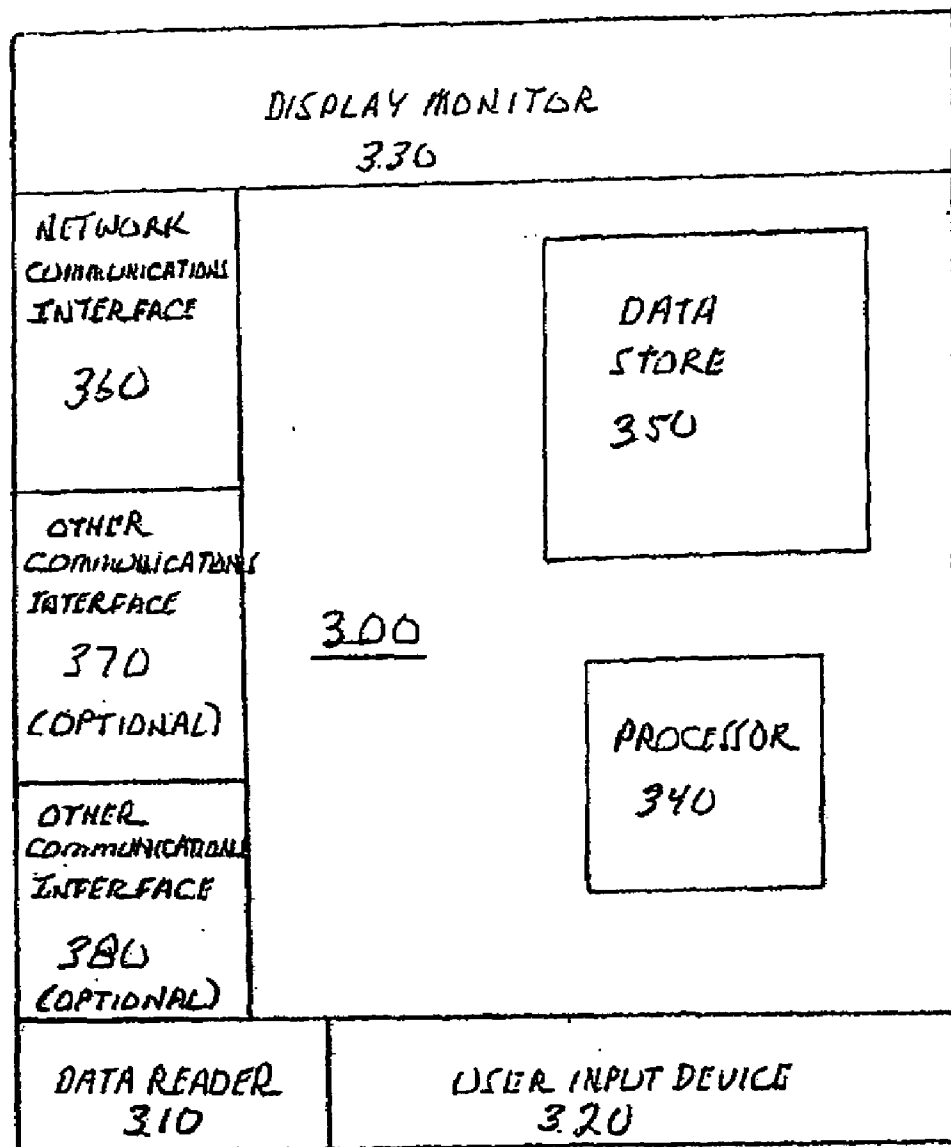 DISPLAY MONITOR
330
NETWORK
COMMUNICATIONS
INTERFACE
360
DATA
STORE
350
OTHER
COMMUNICATIONS
INTERFACE
370
(OPTIONAL)
300
PROCESSOR
340
OTHER
COMMUNICATIONS
INTERFACE
380
(OPTIONAL)
DATA READER
310
USER INPUT DEVICE
320